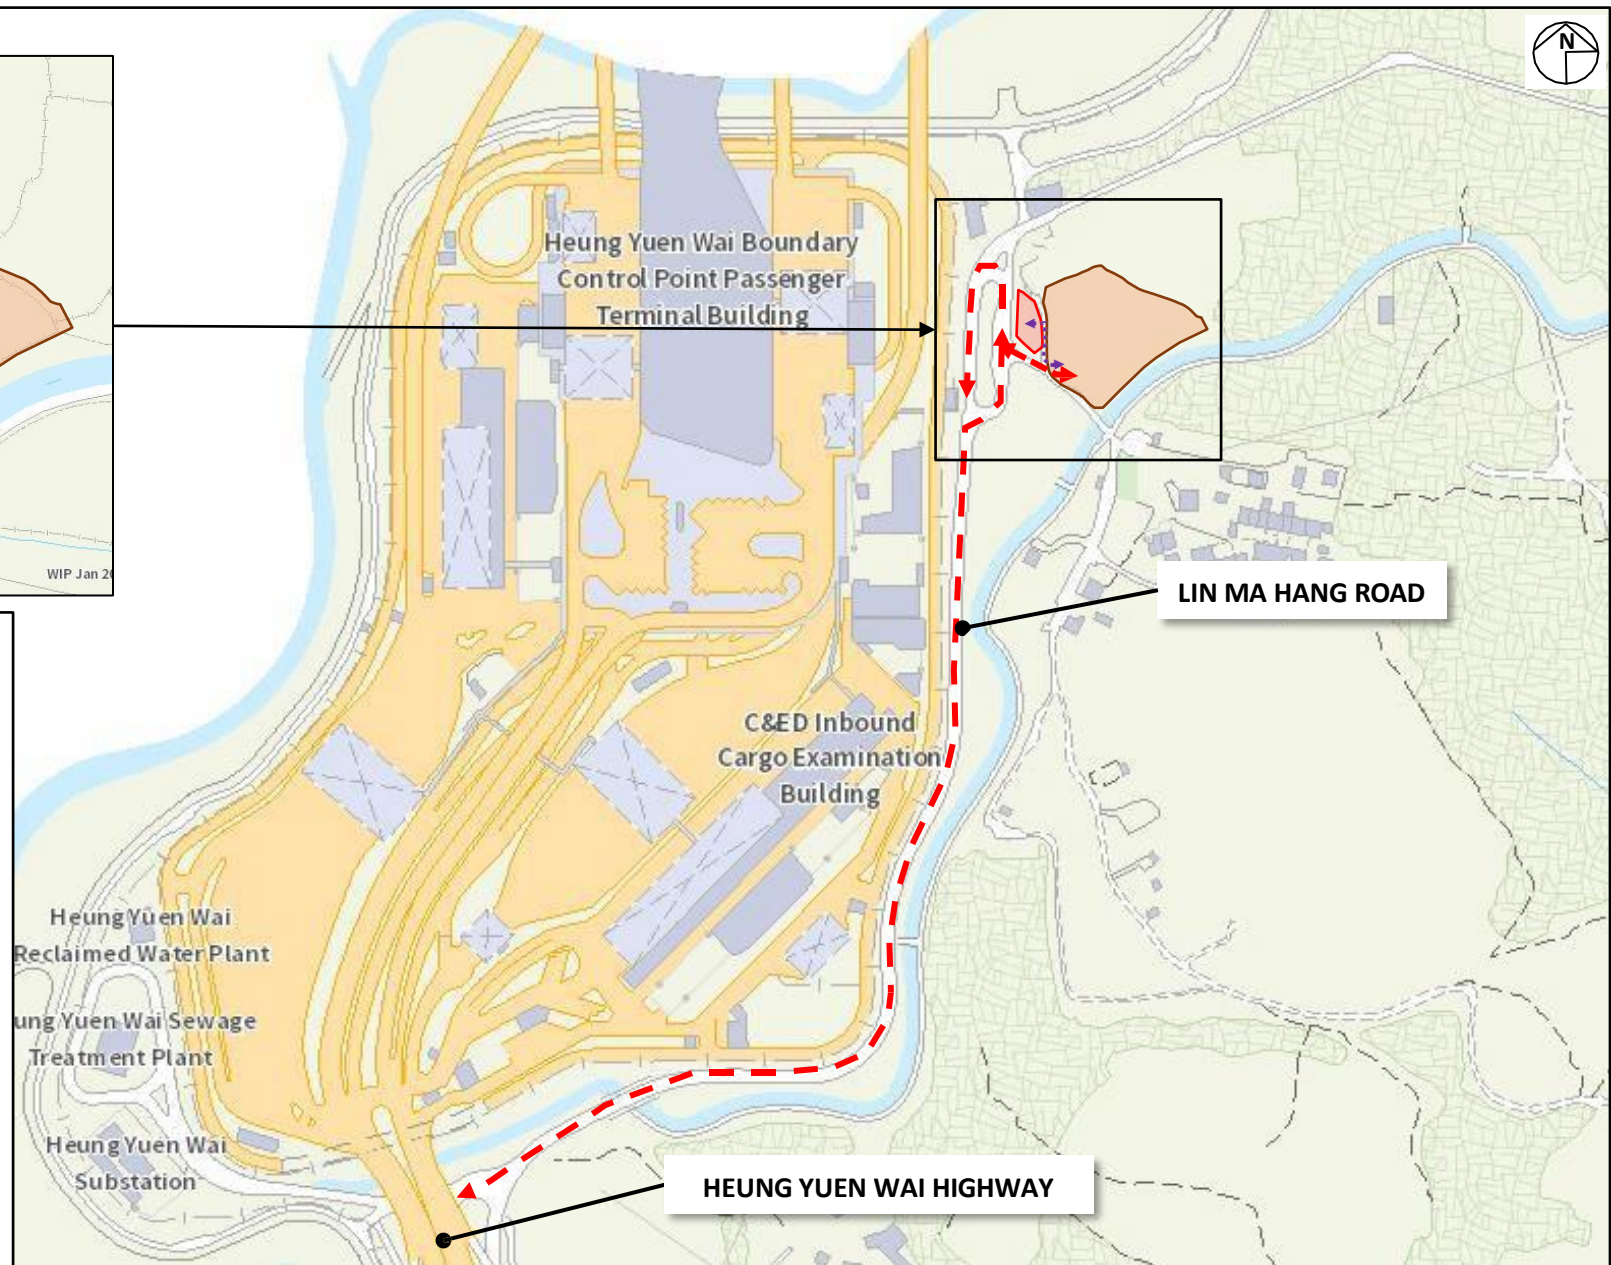 N
Heung Yuen Wai Boundary
Control Point Passenger
Terminal Building
WIP Jan
LIN MA HANG ROAD
C&ED Inbound
Cargo Examination
Building
Heung Yuen Wai
Reclaimed Water Plant
ung Yuen Wai Sewage
Treatment Plant
Heung Yuen Wai
Substation
HEUNG YUEN WAI HIGHWAY